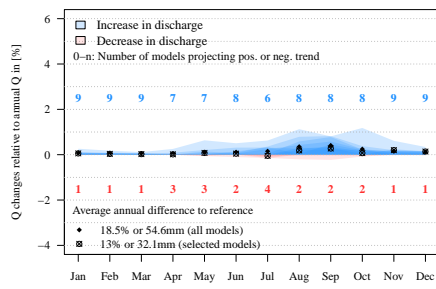 Q changes relative to annual Q in [%]
6
4
2
0
−2
−4
Increase in discharge
Decrease in discharge
0−n: Number of models projecting pos. or neg. trend
9 9 9 7 7 8 6 8 8 8 9 9
1 1 1 3 3 2 4 2 2 2 1 1
Average annual difference to reference
18.5% or 54.6mm (all models)
13% or 32.1mm (selected models)
Jan Feb Mar Apr May Jun Jul Aug Sep Oct Nov Dec